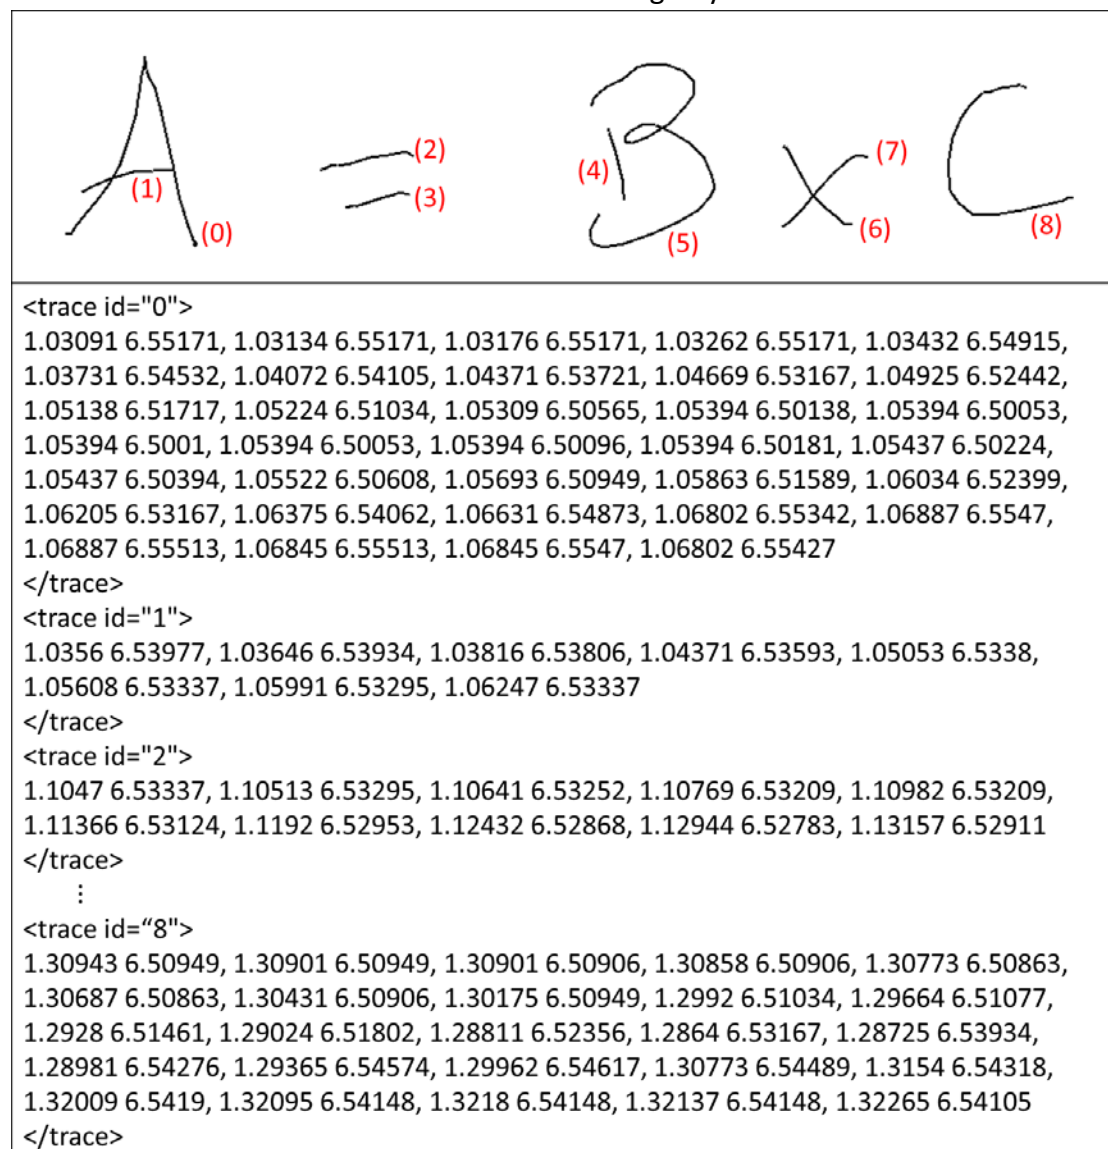 A = B x C
(0) (1) (2) (3) (4) (5) (6) (7) (8)
<trace id="0">
1.03091 6.55171, 1.03134 6.55171, 1.03176 6.55171, 1.03262 6.55171, 1.03432 6.54915,
1.03731 6.54532, 1.04072 6.54105, 1.04371 6.53721, 1.04669 6.53167, 1.04925 6.52442,
1.05138 6.51717, 1.05224 6.51034, 1.05309 6.50565, 1.05394 6.50138, 1.05394 6.50053,
1.05394 6.5001, 1.05394 6.50053, 1.05394 6.50096, 1.05394 6.50181, 1.05437 6.50224,
1.05437 6.50394, 1.05522 6.50608, 1.05693 6.50949, 1.05863 6.51589, 1.06034 6.52399,
1.06205 6.53167, 1.06375 6.54062, 1.06631 6.54873, 1.06802 6.55342, 1.06887 6.5547,
1.06887 6.55513, 1.06845 6.55513, 1.06845 6.5547, 1.06802 6.55427
</trace>
<trace id="1">
1.0356 6.53977, 1.03646 6.53934, 1.03816 6.53806, 1.04371 6.53593, 1.05053 6.5338,
1.05608 6.53337, 1.05991 6.53295, 1.06247 6.53337
</trace>
<trace id="2">
1.1047 6.53337, 1.10513 6.53295, 1.10641 6.53252, 1.10769 6.53209, 1.10982 6.53209,
1.11366 6.53124, 1.1192 6.52953, 1.12432 6.52868, 1.12944 6.52783, 1.13157 6.52911
</trace>
⋮
<trace id=“8">
1.30943 6.50949, 1.30901 6.50949, 1.30901 6.50906, 1.30858 6.50906, 1.30773 6.50863,
1.30687 6.50863, 1.30431 6.50906, 1.30175 6.50949, 1.2992 6.51034, 1.29664 6.51077,
1.2928 6.51461, 1.29024 6.51802, 1.28811 6.52356, 1.2864 6.53167, 1.28725 6.53934,
1.28981 6.54276, 1.29365 6.54574, 1.29962 6.54617, 1.30773 6.54489, 1.3154 6.54318,
1.32009 6.5419, 1.32095 6.54148, 1.3218 6.54148, 1.32137 6.54148, 1.32265 6.54105
</trace>